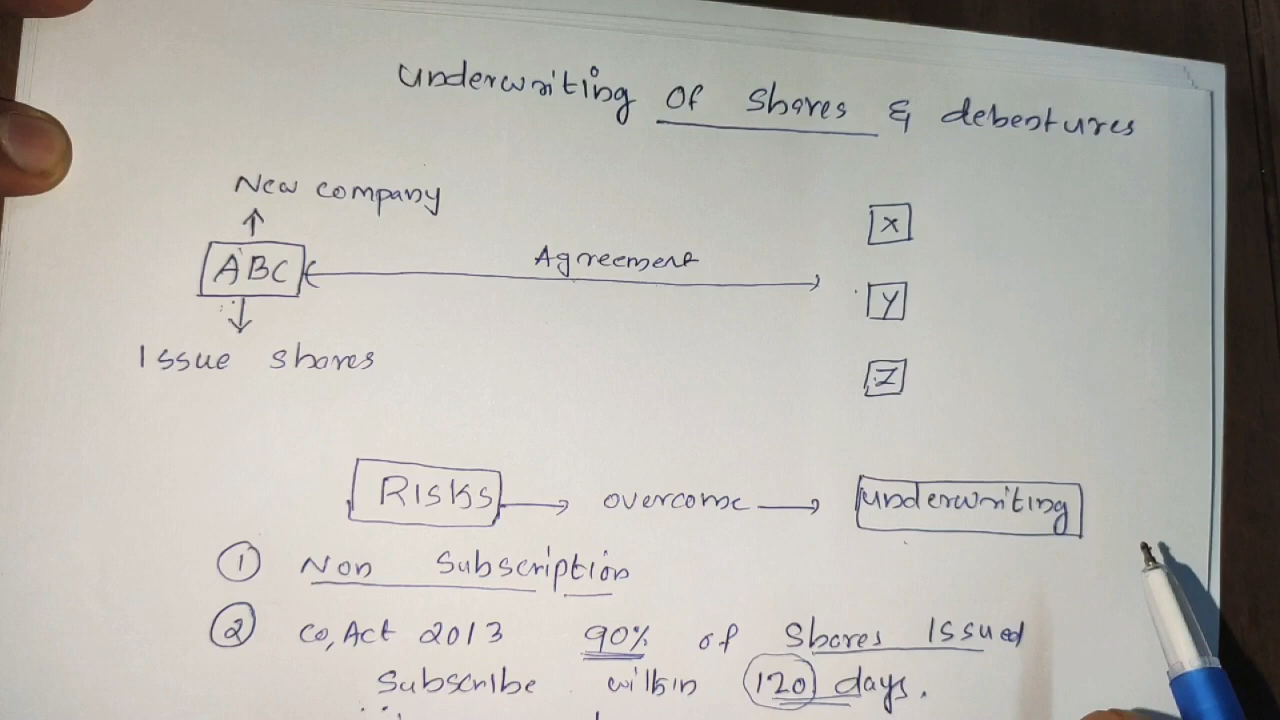 underwriting of shares & debentures
New company
X
ABC
Agreement
Y
Issue shares
Z
Risks overcome underwriting
1 Non Subscription
2 Co, Act 2013 90% of Shares Issued
Subscribe within 120 days.